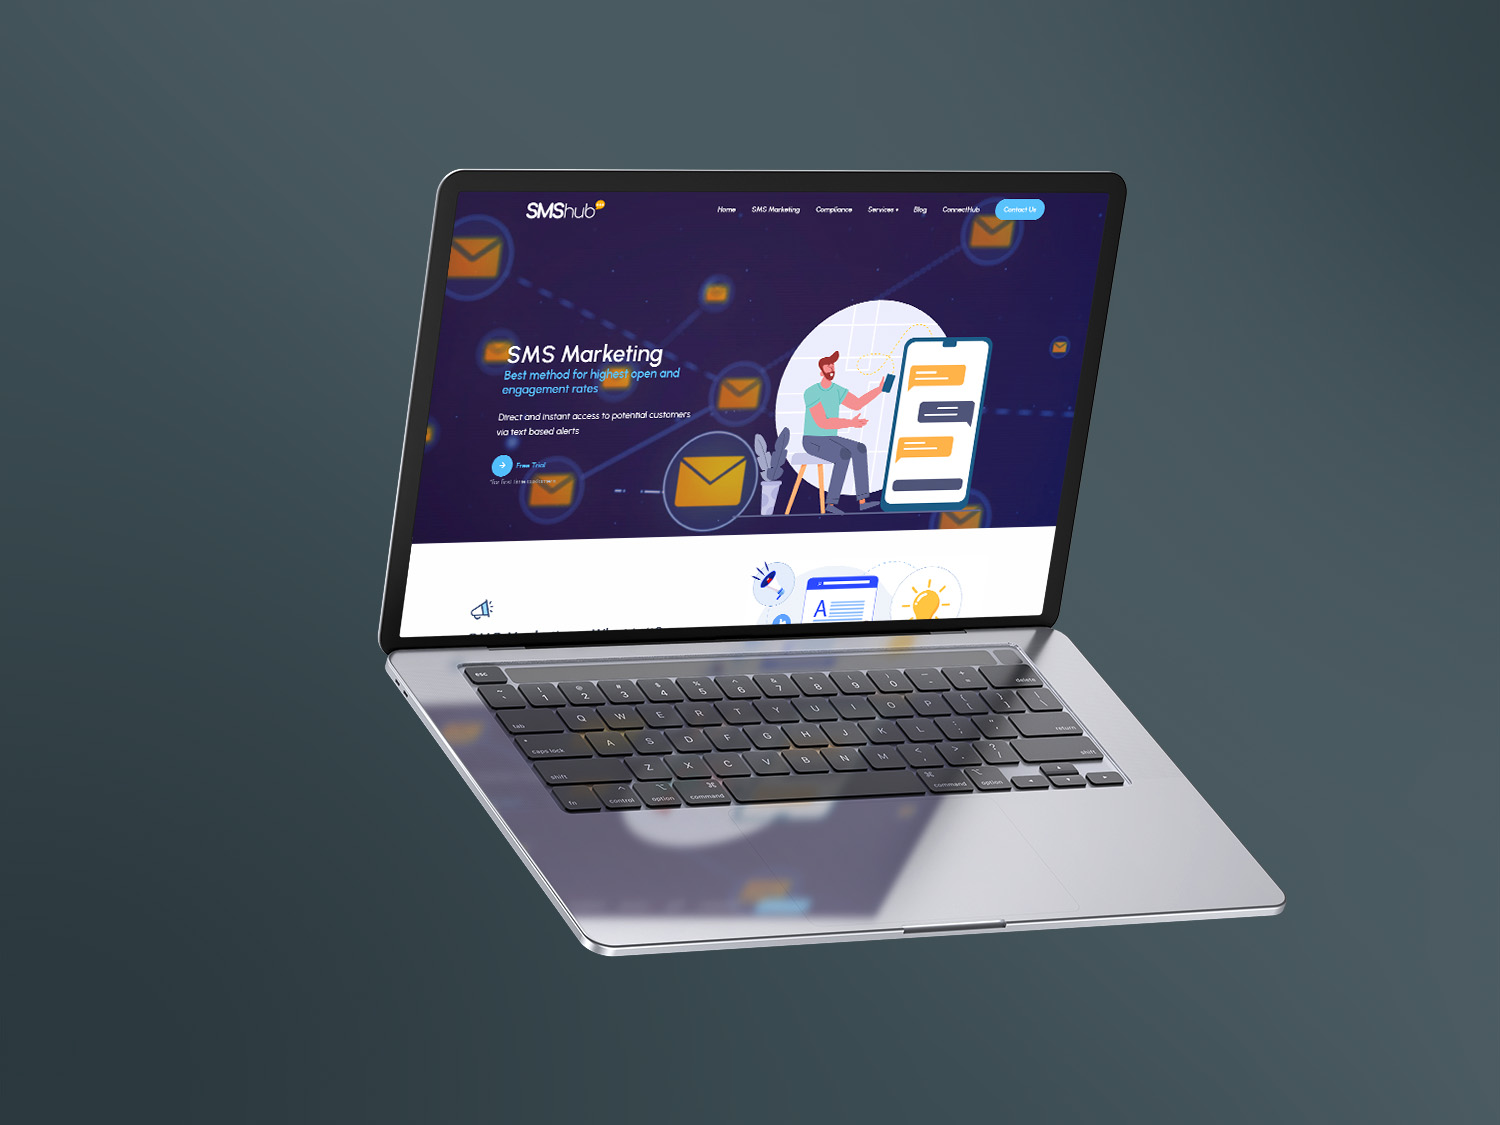 SMShub
Home SMS Marketing Compliance Services Blog ConnectHub Contact Us
SMS Marketing
Best method for highest open and
engagement rates
Direct and instant access to potential customers
via text based alerts
Free Trial
A
esc
~ ! @ # $ % ^ & * ( ) _ +
` 1 2 3 4 5 6 7 8 9 0 - = delete
tab Q W E R T Y U I O P { } |
[ ] \
caps lock A S D F G H J K L : " return
; '
shift Z X C V B N M < > ? shift
, . /
fn control option command command option